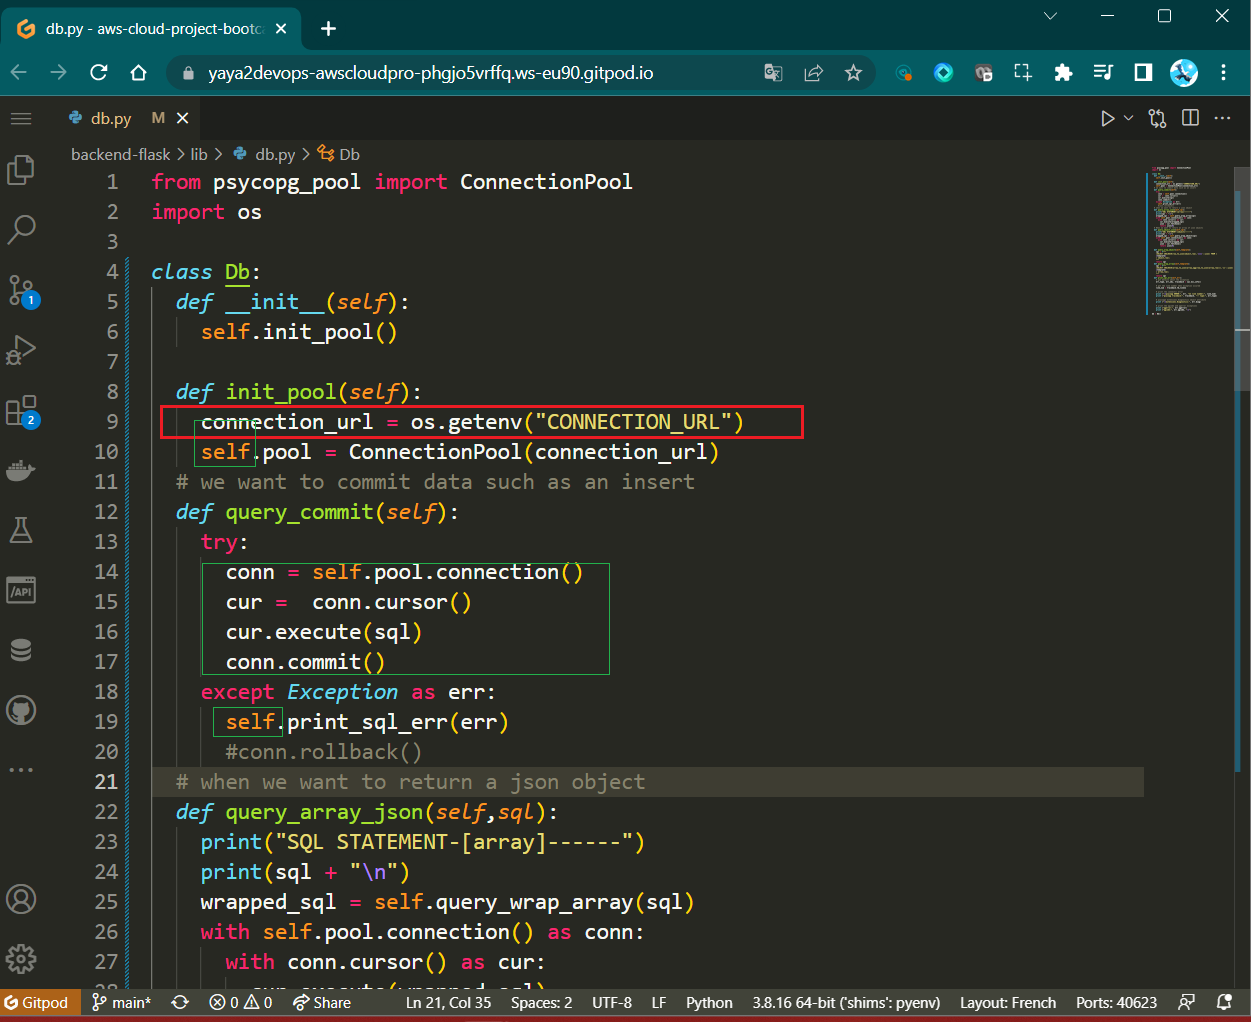 db.py - aws-cloud-project-bootc
yaya2devops-awscloudpro-phgjo5vrffq.ws-eu90.gitpod.io
db.py M
backend-flask > lib > db.py > Db
1 from psycopg_pool import ConnectionPool
2 import os
3
4 class Db:
5 def __init__(self):
6 self.init_pool()
7
8 def init_pool(self):
9 connection_url = os.getenv("CONNECTION_URL")
10 self.pool = ConnectionPool(connection_url)
11 # we want to commit data such as an insert
12 def query_commit(self):
13 try:
14 conn = self.pool.connection()
15 cur =  conn.cursor()
16 cur.execute(sql)
17 conn.commit()
18 except Exception as err:
19 self.print_sql_err(err)
20 #conn.rollback()
21 # when we want to return a json object
22 def query_array_json(self,sql):
23 print("SQL STATEMENT-[array]------")
24 print(sql + "\n")
25 wrapped_sql = self.query_wrap_array(sql)
26 with self.pool.connection() as conn:
27 with conn.cursor() as cur:
1
2
/API
Gitpod main* 0 0 Share Ln 21, Col 35 Spaces: 2 UTF-8 LF Python 3.8.16 64-bit ('shims': pyenv) Layout: French Ports: 40623